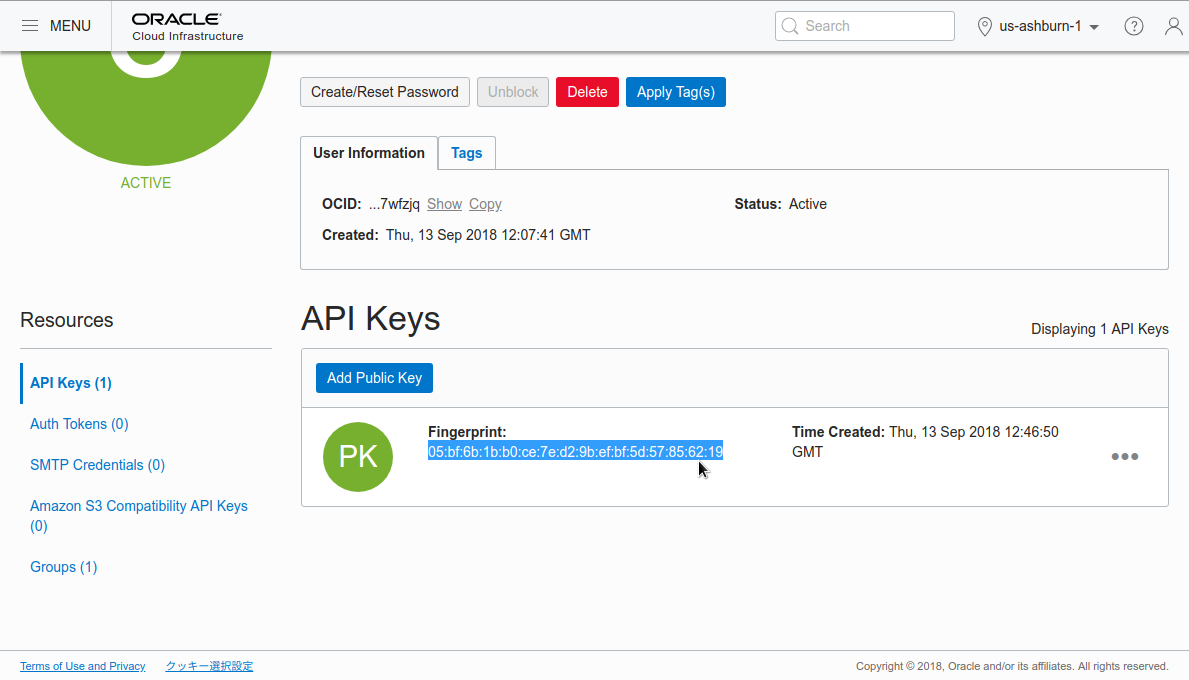 MENU
ORACLE
Cloud Infrastructure
Search
us-ashburn-1
?
Create/Reset Password
Unblock
Delete
Apply Tag(s)
ACTIVE
User Information
Tags
OCID: ...7wfzjq Show Copy
Status: Active
Created: Thu, 13 Sep 2018 12:07:41 GMT
Resources
API Keys (1)
Auth Tokens (0)
SMTP Credentials (0)
Amazon S3 Compatibility API Keys
(0)
Groups (1)
API Keys
Displaying 1 API Keys
Add Public Key
PK
Fingerprint:
05:bf:6b:1b:b0:ce:7e:d2:9b:ef:bf:5d:57:85:62:19
Time Created: Thu, 13 Sep 2018 12:46:50
GMT
Terms of Use and Privacy
クッキー選択設定
Copyright © 2018, Oracle and/or its affiliates. All rights reserved.